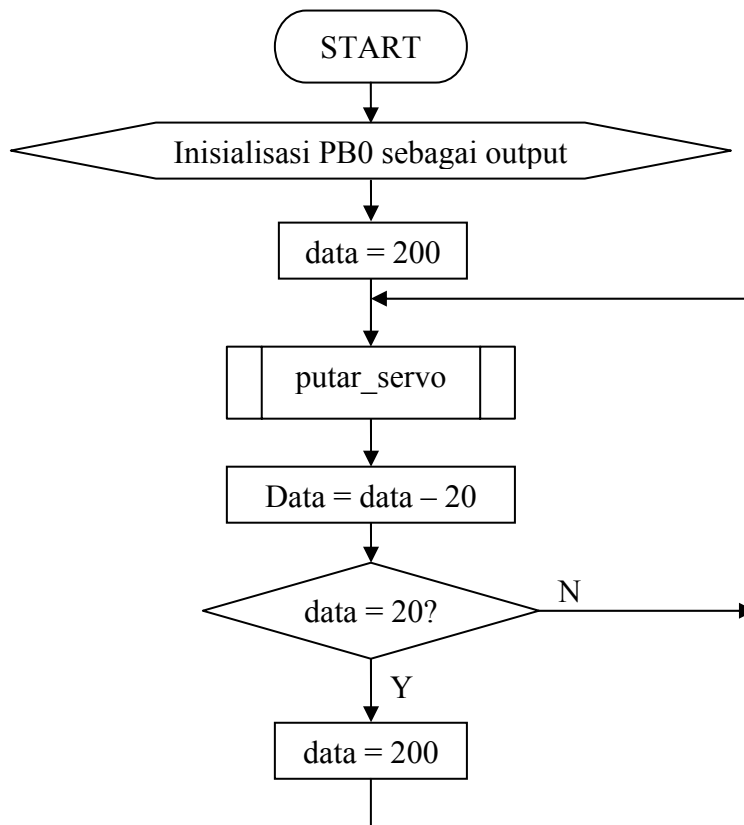 START
Inisialisasi PB0 sebagai output
data = 200
putar_servo
Data = data – 20
data = 20?
N
Y
data = 200